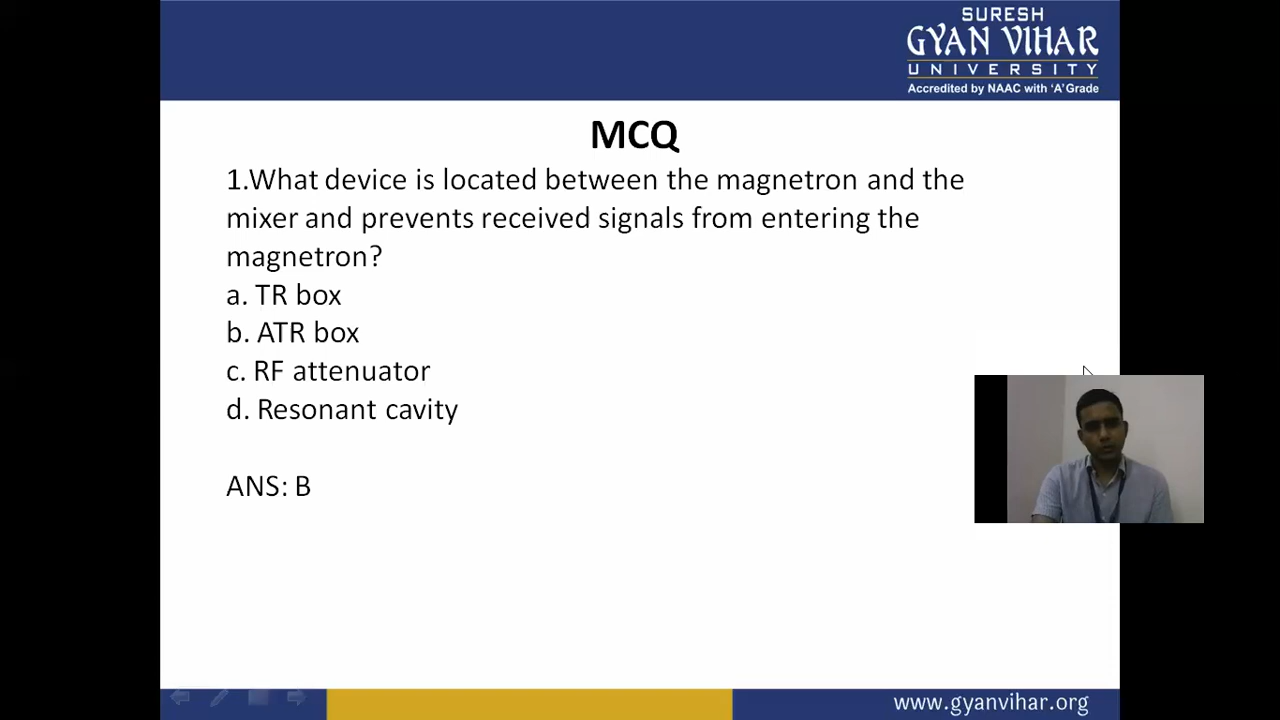 SURESH
GYAN VIHAR
UNIVERSITY
Accredited by NAAC with 'A' Grade
MCQ
1.What device is located between the magnetron and the
mixer and prevents received signals from entering the
magnetron?
a. TR box
b. ATR box
c. RF attenuator
d. Resonant cavity
ANS: B
www.gyanvihar.org